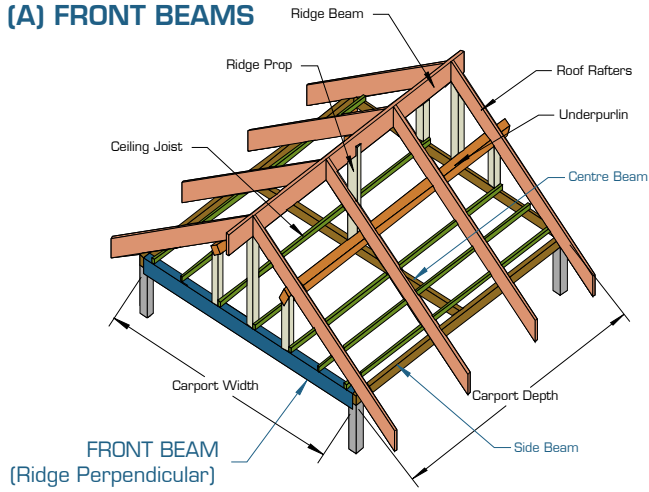 (A) FRONT BEAMS
Ridge Beam
Ridge Prop
Roof Rafters
Underpurlin
Ceiling Joist
Centre Beam
Carport Width
Carport Depth
FRONT BEAM
(Ridge Perpendicular)
Side Beam